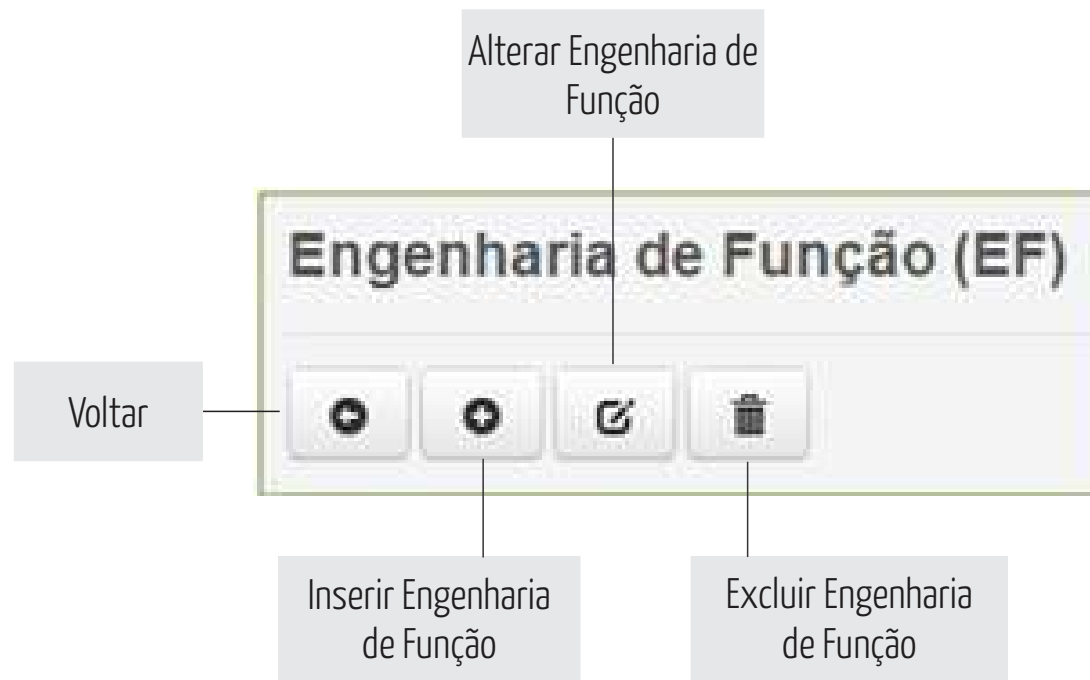 Alterar Engenharia de
Função
Engenharia de Função (EF)
Voltar
Inserir Engenharia
de Função
Excluir Engenharia
de Função